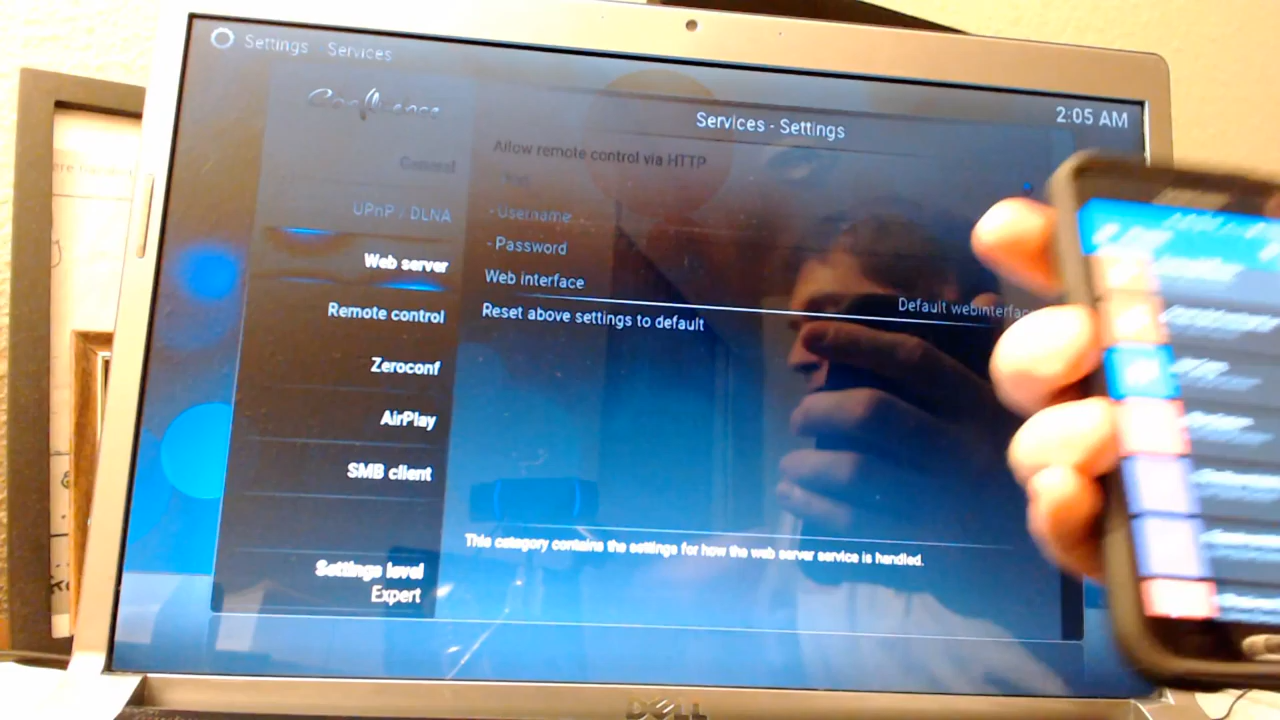 Settings Services
2:05 AM
Confluence
Services - Settings
General
UPnP / DLNA
Web server
Remote control
Zeroconf
AirPlay
SMB client
Settings level
Expert
Allow remote control via HTTP
- Username
- Password
Web interface
Default webinterfac
Reset above settings to default
This category contains the settings for how the web server service is handled.
DELL